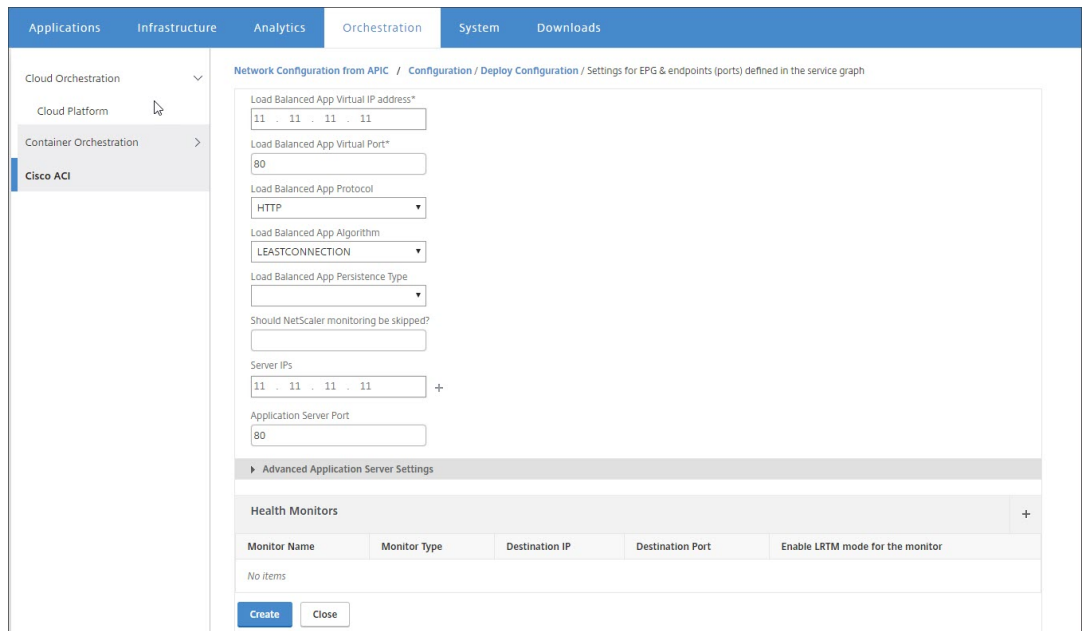 Applications Infrastructure Analytics Orchestration System Downloads
Cloud Orchestration
Cloud Platform
Container Orchestration
Cisco ACI
Network Configuration from APIC / Configuration / Deploy Configuration / Settings for EPG & endpoints (ports) defined in the service graph
Load Balanced App Virtual IP address*
11 . 11 . 11 . 11
Load Balanced App Virtual Port*
80
Load Balanced App Protocol
HTTP
Load Balanced App Algorithm
LEASTCONNECTION
Load Balanced App Persistence Type
Should NetScaler monitoring be skipped?
Server IPs
11 . 11 . 11 . 11 +
Application Server Port
80
Advanced Application Server Settings
Health Monitors +
Monitor Name Monitor Type Destination IP Destination Port Enable LRTM mode for the monitor
No items
Create Close